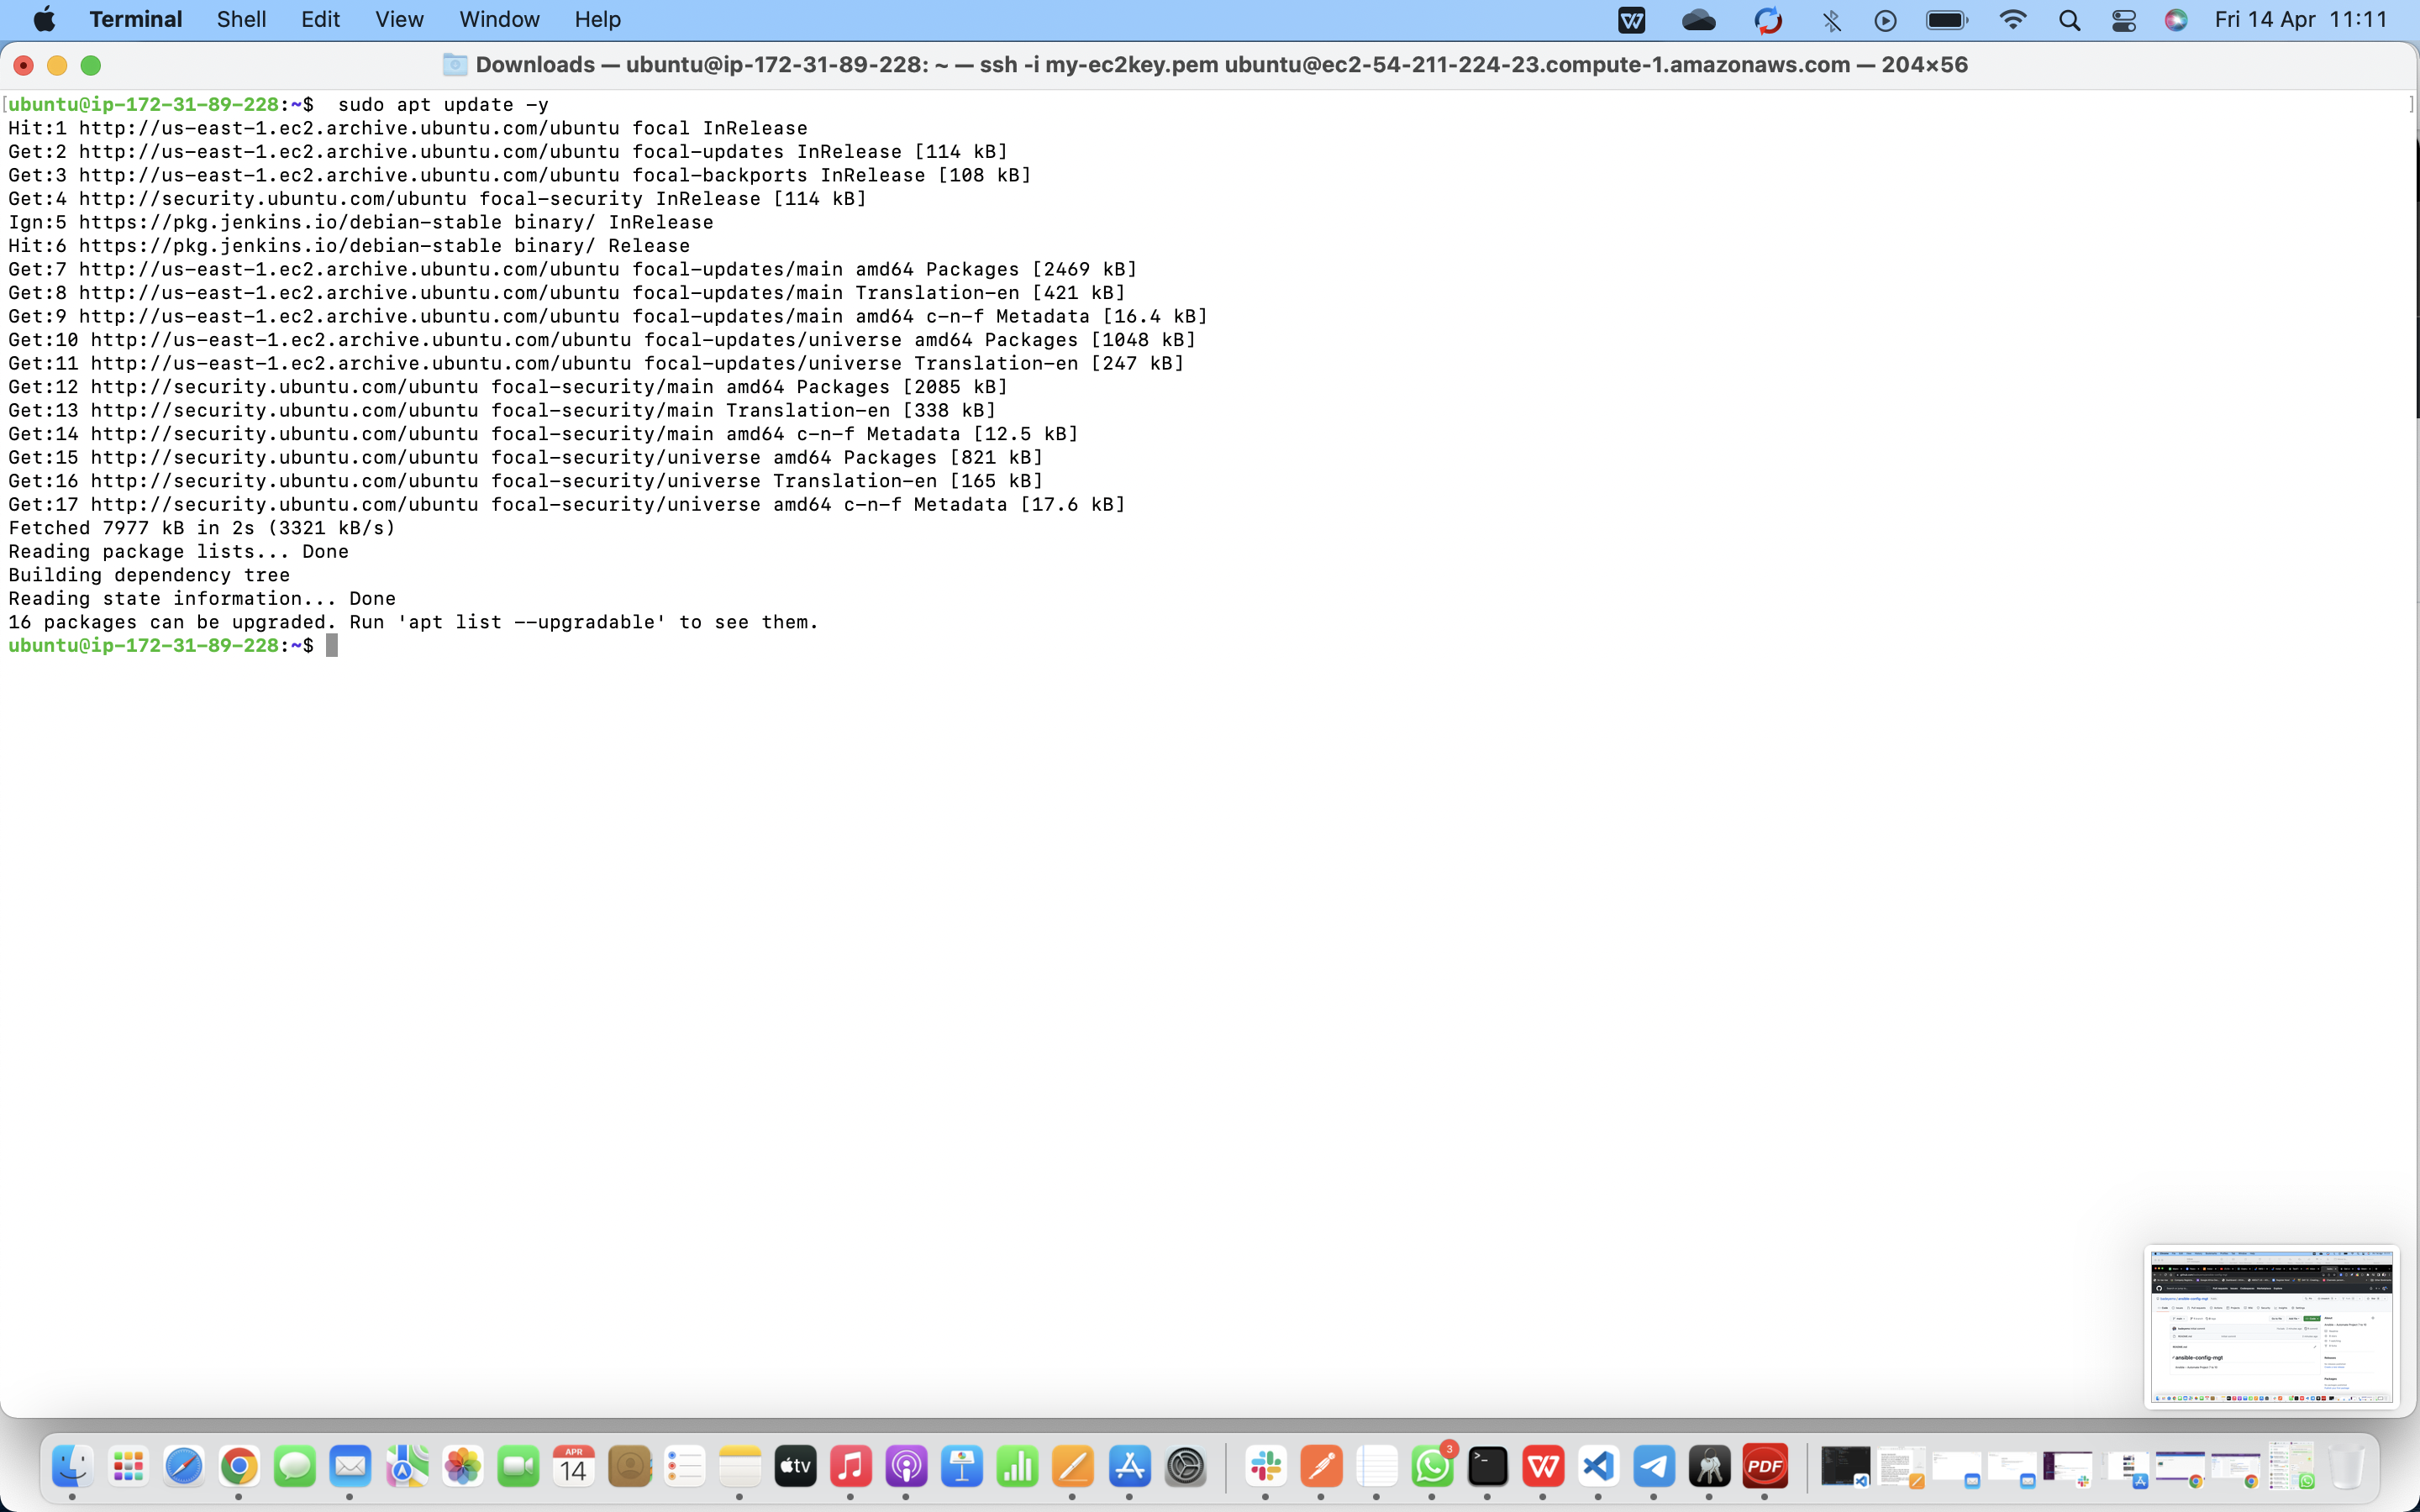 Terminal Shell Edit View Window Help Fri 14 Apr 11:11
Downloads — ubuntu@ip-172-31-89-228: ~ — ssh -i my-ec2key.pem ubuntu@ec2-54-211-224-23.compute-1.amazonaws.com — 204×56
[ubuntu@ip-172-31-89-228:~$  sudo apt update -y ]
Hit:1 http://us-east-1.ec2.archive.ubuntu.com/ubuntu focal InRelease
Get:2 http://us-east-1.ec2.archive.ubuntu.com/ubuntu focal-updates InRelease [114 kB]
Get:3 http://us-east-1.ec2.archive.ubuntu.com/ubuntu focal-backports InRelease [108 kB]
Get:4 http://security.ubuntu.com/ubuntu focal-security InRelease [114 kB]
Ign:5 https://pkg.jenkins.io/debian-stable binary/ InRelease
Hit:6 https://pkg.jenkins.io/debian-stable binary/ Release
Get:7 http://us-east-1.ec2.archive.ubuntu.com/ubuntu focal-updates/main amd64 Packages [2469 kB]
Get:8 http://us-east-1.ec2.archive.ubuntu.com/ubuntu focal-updates/main Translation-en [421 kB]
Get:9 http://us-east-1.ec2.archive.ubuntu.com/ubuntu focal-updates/main amd64 c-n-f Metadata [16.4 kB]
Get:10 http://us-east-1.ec2.archive.ubuntu.com/ubuntu focal-updates/universe amd64 Packages [1048 kB]
Get:11 http://us-east-1.ec2.archive.ubuntu.com/ubuntu focal-updates/universe Translation-en [247 kB]
Get:12 http://security.ubuntu.com/ubuntu focal-security/main amd64 Packages [2085 kB]
Get:13 http://security.ubuntu.com/ubuntu focal-security/main Translation-en [338 kB]
Get:14 http://security.ubuntu.com/ubuntu focal-security/main amd64 c-n-f Metadata [12.5 kB]
Get:15 http://security.ubuntu.com/ubuntu focal-security/universe amd64 Packages [821 kB]
Get:16 http://security.ubuntu.com/ubuntu focal-security/universe Translation-en [165 kB]
Get:17 http://security.ubuntu.com/ubuntu focal-security/universe amd64 c-n-f Metadata [17.6 kB]
Fetched 7977 kB in 2s (3321 kB/s)
Reading package lists... Done
Building dependency tree
Reading state information... Done
16 packages can be upgraded. Run 'apt list --upgradable' to see them.
ubuntu@ip-172-31-89-228:~$
ansible-config-mgt
APR
14
tv
3
PDF